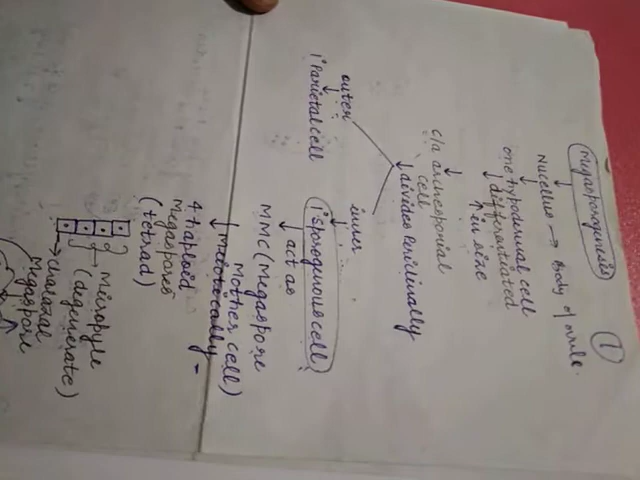 ①
Megasporogenesis
Nucellus → Body of ovule.
one hypodermal cell
differentiated
↑ in size
c/a archesporial
cell
divides periclinally
outer
inner
1° Parietal cell
1° Sporogenous cell
act as
MMC (Megaspore
Mother cell)
Meiotically -
4 haploid
Megaspores
(tetrad)
Micropyle
(degenerate)
→ chalazal
Megaspore